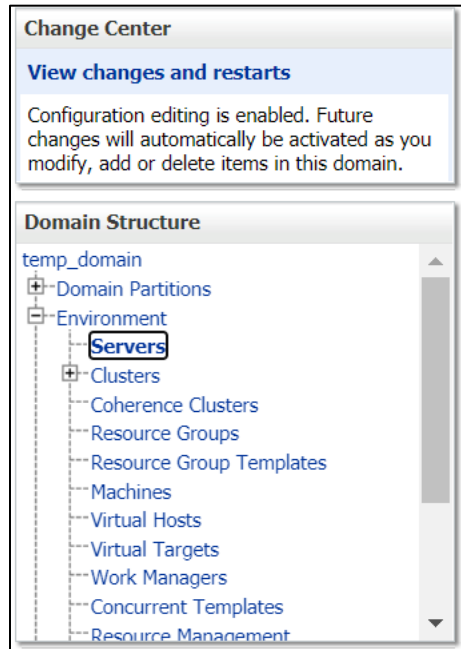 Change Center
View changes and restarts
Configuration editing is enabled. Future
changes will automatically be activated as you
modify, add or delete items in this domain.
Domain Structure
temp_domain
Domain Partitions
Environment
Servers
Clusters
Coherence Clusters
Resource Groups
Resource Group Templates
Machines
Virtual Hosts
Virtual Targets
Work Managers
Concurrent Templates
Resource Management